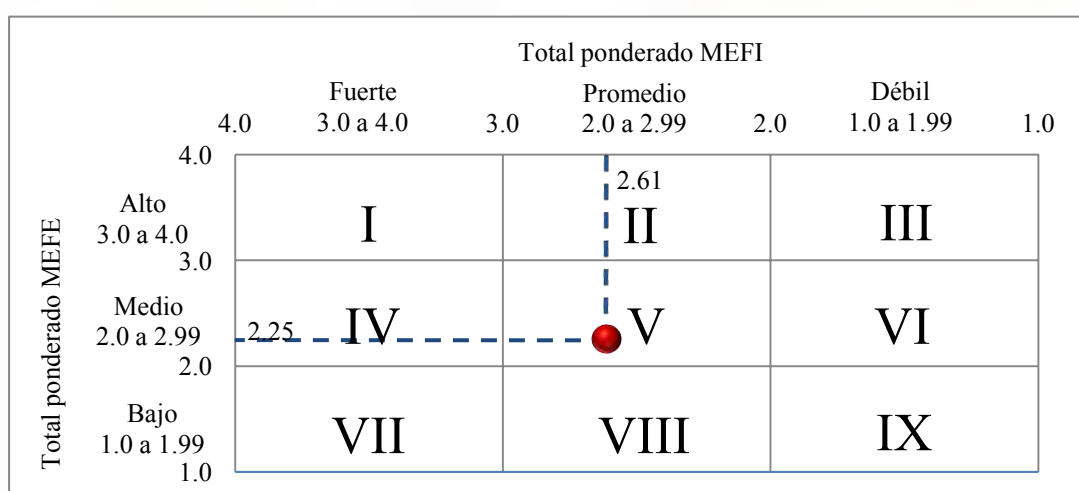 Total ponderado MEFI
Fuerte Promedio Débil
4.0 3.0 a 4.0 3.0 2.0 a 2.99 2.0 1.0 a 1.99 1.0
4.0
2.61
Alto
3.0 a 4.0
I II III
3.0
Total ponderado MEFE
Medio
2.0 a 2.99
2.25 IV V VI
2.0
Bajo
1.0 a 1.99
VII VIII IX
1.0